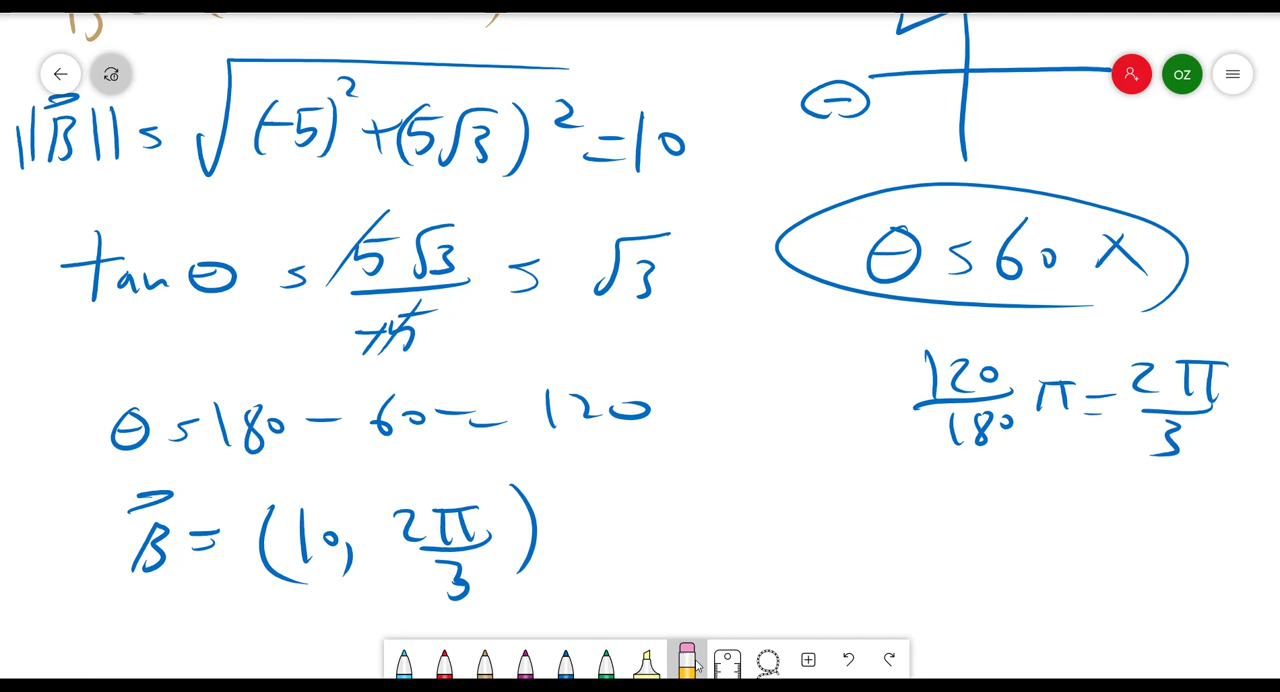 B
||B⃗|| = √((-5)² + (5√3)²) = 10
⊖
OZ
tan θ = 5√3 / -5 = √3
θ = 60 ×
θ = 180 - 60 = 120
120/180 π = 2π/3
B⃗ = (10, 2π/3)